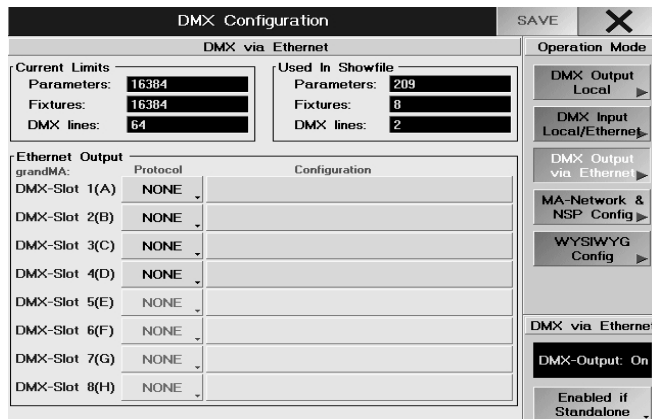 DMX Configuration
SAVE
DMX via Ethernet
Operation Mode
Current Limits
Parameters: 16384
Fixtures: 16384
DMX lines: 64
Used In Showfile
Parameters: 209
Fixtures: 8
DMX lines: 2
DMX Output
Local
DMX Input
Local/Ethernet
DMX Output
via Ethernet
MA-Network &
NSP Config
WYSIWYG
Config
Ethernet Output
grandMA: Protocol Configuration
DMX-Slot 1(A) NONE
DMX-Slot 2(B) NONE
DMX-Slot 3(C) NONE
DMX-Slot 4(D) NONE
DMX-Slot 5(E) NONE
DMX-Slot 6(F) NONE
DMX-Slot 7(G) NONE
DMX-Slot 8(H) NONE
DMX via Etherne
DMX-Output: On
Enabled if
Standalone